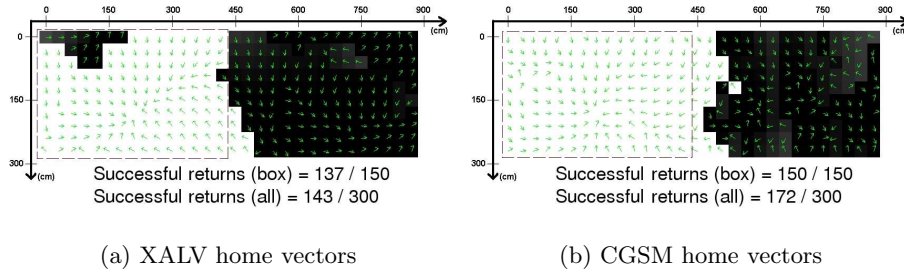 0 150 300 450 600 750 900
(cm)
0
150
300
(cm)
Successful returns (box) = 137 / 150
Successful returns (all) = 143 / 300
(a) XALV home vectors
0 150 300 450 600 750 900
(cm)
0
150
300
(cm)
Successful returns (box) = 150 / 150
Successful returns (all) = 172 / 300
(b) CGSM home vectors